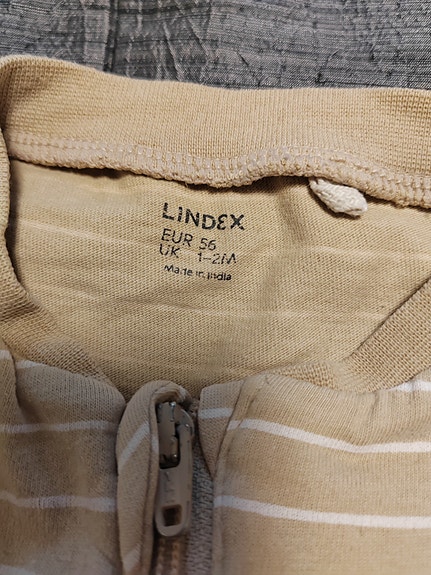 LINDEX
EUR 56
UK 1-2M
Made in India